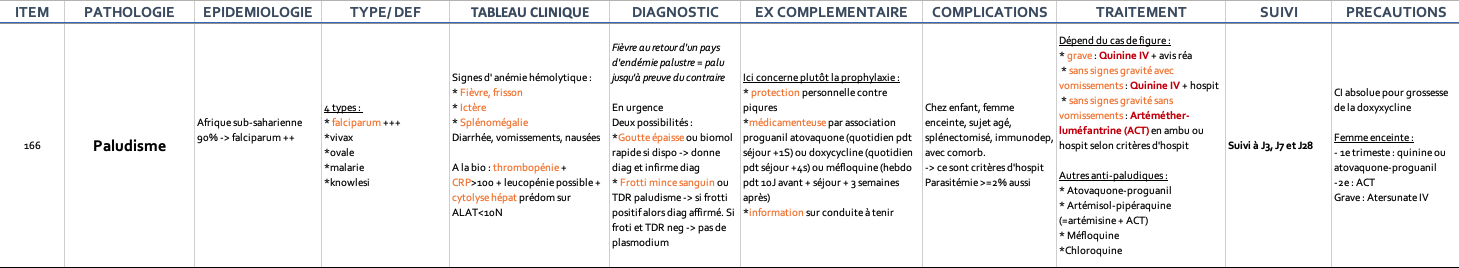 ITEM
PATHOLOGIE
EPIDEMIOLOGIE
TYPE/ DEF
TABLEAU CLINIQUE
DIAGNOSTIC
EX COMPLEMENTAIRE
COMPLICATIONS
TRAITEMENT
SUIVI
PRECAUTIONS
166
Paludisme
Afrique sub-saharienne
90% -> falciparum ++
4 types :
* falciparum +++
*vivax
*ovale
*malarie
*knowlesi
Signes d' anémie hémolytique :
* Fièvre, frisson
* Ictère
* Splénomégalie
Diarrhée, vomissements, nausées
A la bio : thrombopénie +
CRP>100 + leucopénie possible +
cytolyse hépat prédom sur
ALAT<10N
Fièvre au retour d'un pays
d'endémie palustre = palu
jusqu'à preuve du contraire
En urgence
Deux possibilités :
*Goutte épaisse ou biomol
rapide si dispo -> donne
diag et infirme diag
* Frotti mince sanguin ou
TDR paludisme -> si frotti
positif alors diag affirmé. Si
froti et TDR neg -> pas de
plasmodium
Ici concerne plutôt la prophylaxie :
* protection personnelle contre
piqures
*médicamenteuse par association
proguanil atovaquone (quotidien pdt
séjour +1S) ou doxycycline (quotidien
pdt séjour +4s) ou méfloquine (hebdo
pdt 10J avant + séjour + 3 semaines
après)
*information sur conduite à tenir
Chez enfant, femme
enceinte, sujet agé,
splénectomisé, immunodep,
avec comorb.
-> ce sont critères d'hospit
Parasitémie >=2% aussi
Dépend du cas de figure :
* grave : Quinine IV + avis réa
* sans signes gravité avec
vomissements : Quinine IV + hospit
* sans signes gravité sans
vomissements : Artéméther-
luméfantrine (ACT) en ambu ou
hospit selon critères d'hospit
Autres anti-paludiques :
* Atovaquone-proguanil
* Artémisol-pipéraquine
(=artémisine + ACT)
* Méfloquine
*Chloroquine
Suivi à J3, J7 et J28
CI absolue pour grossesse
de la doxyxycline
Femme enceinte :
- 1e trimeste : quinine ou
atovaquone-proguanil
-2e : ACT
Grave : Atersunate IV